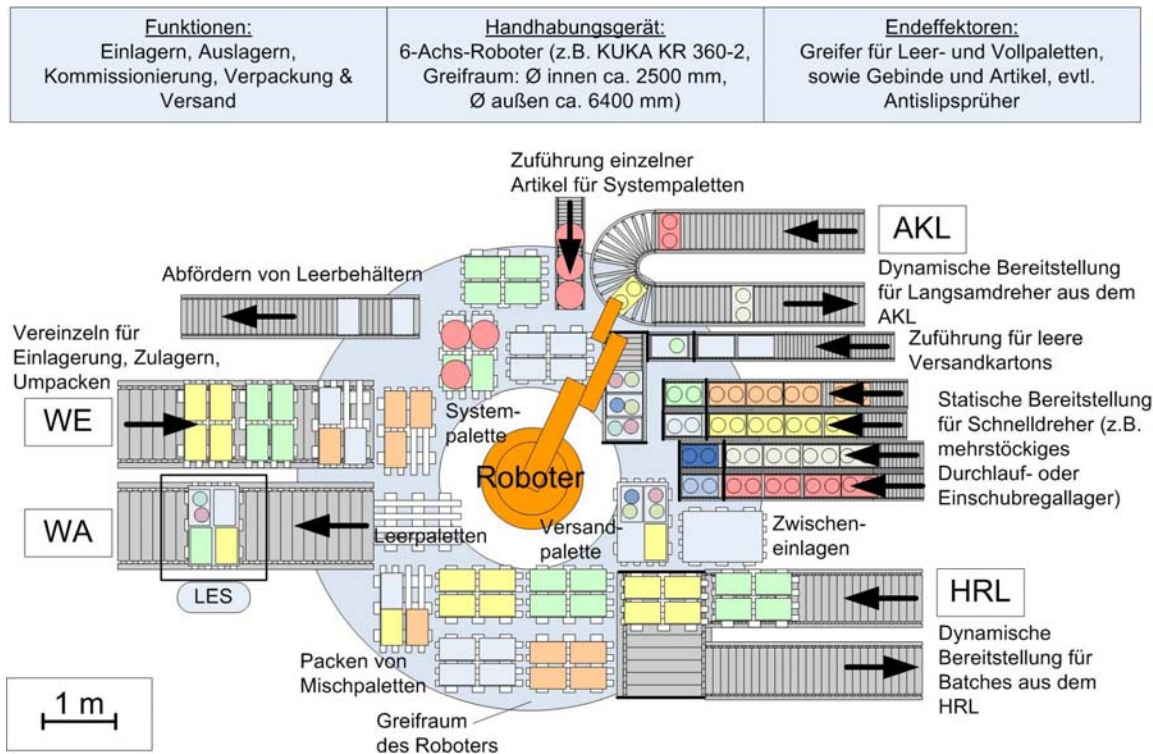 Funktionen:
Einlagern, Auslagern,
Kommissionierung, Verpackung &
Versand
Handhabungsgerät:
6-Achs-Roboter (z.B. KUKA KR 360-2,
Greifraum: Ø innen ca. 2500 mm,
Ø außen ca. 6400 mm)
Endeffektoren:
Greifer für Leer- und Vollpaletten,
sowie Gebinde und Artikel, evtl.
Antislipsprüher
Zuführung einzelner
Artikel für Systempaletten
AKL
Dynamische Bereitstellung
für Langsamdreher aus dem
AKL
Abfördern von Leerbehältern
Vereinzeln für
Einlagerung, Zulagern,
Umpacken
Zuführung für leere
Versandkartons
WE
System-
palette
Statische Bereitstellung
für Schnelldreher (z.B.
mehrstöckiges
Durchlauf- oder
Einschubregallager)
Roboter
WA
Leerpaletten
Versand-
palette
Zwischen-
einlagen
LES
HRL
Dynamische
Bereitstellung für
Batches aus dem
HRL
Packen von
Mischpaletten
Greifraum
des Roboters
1 m